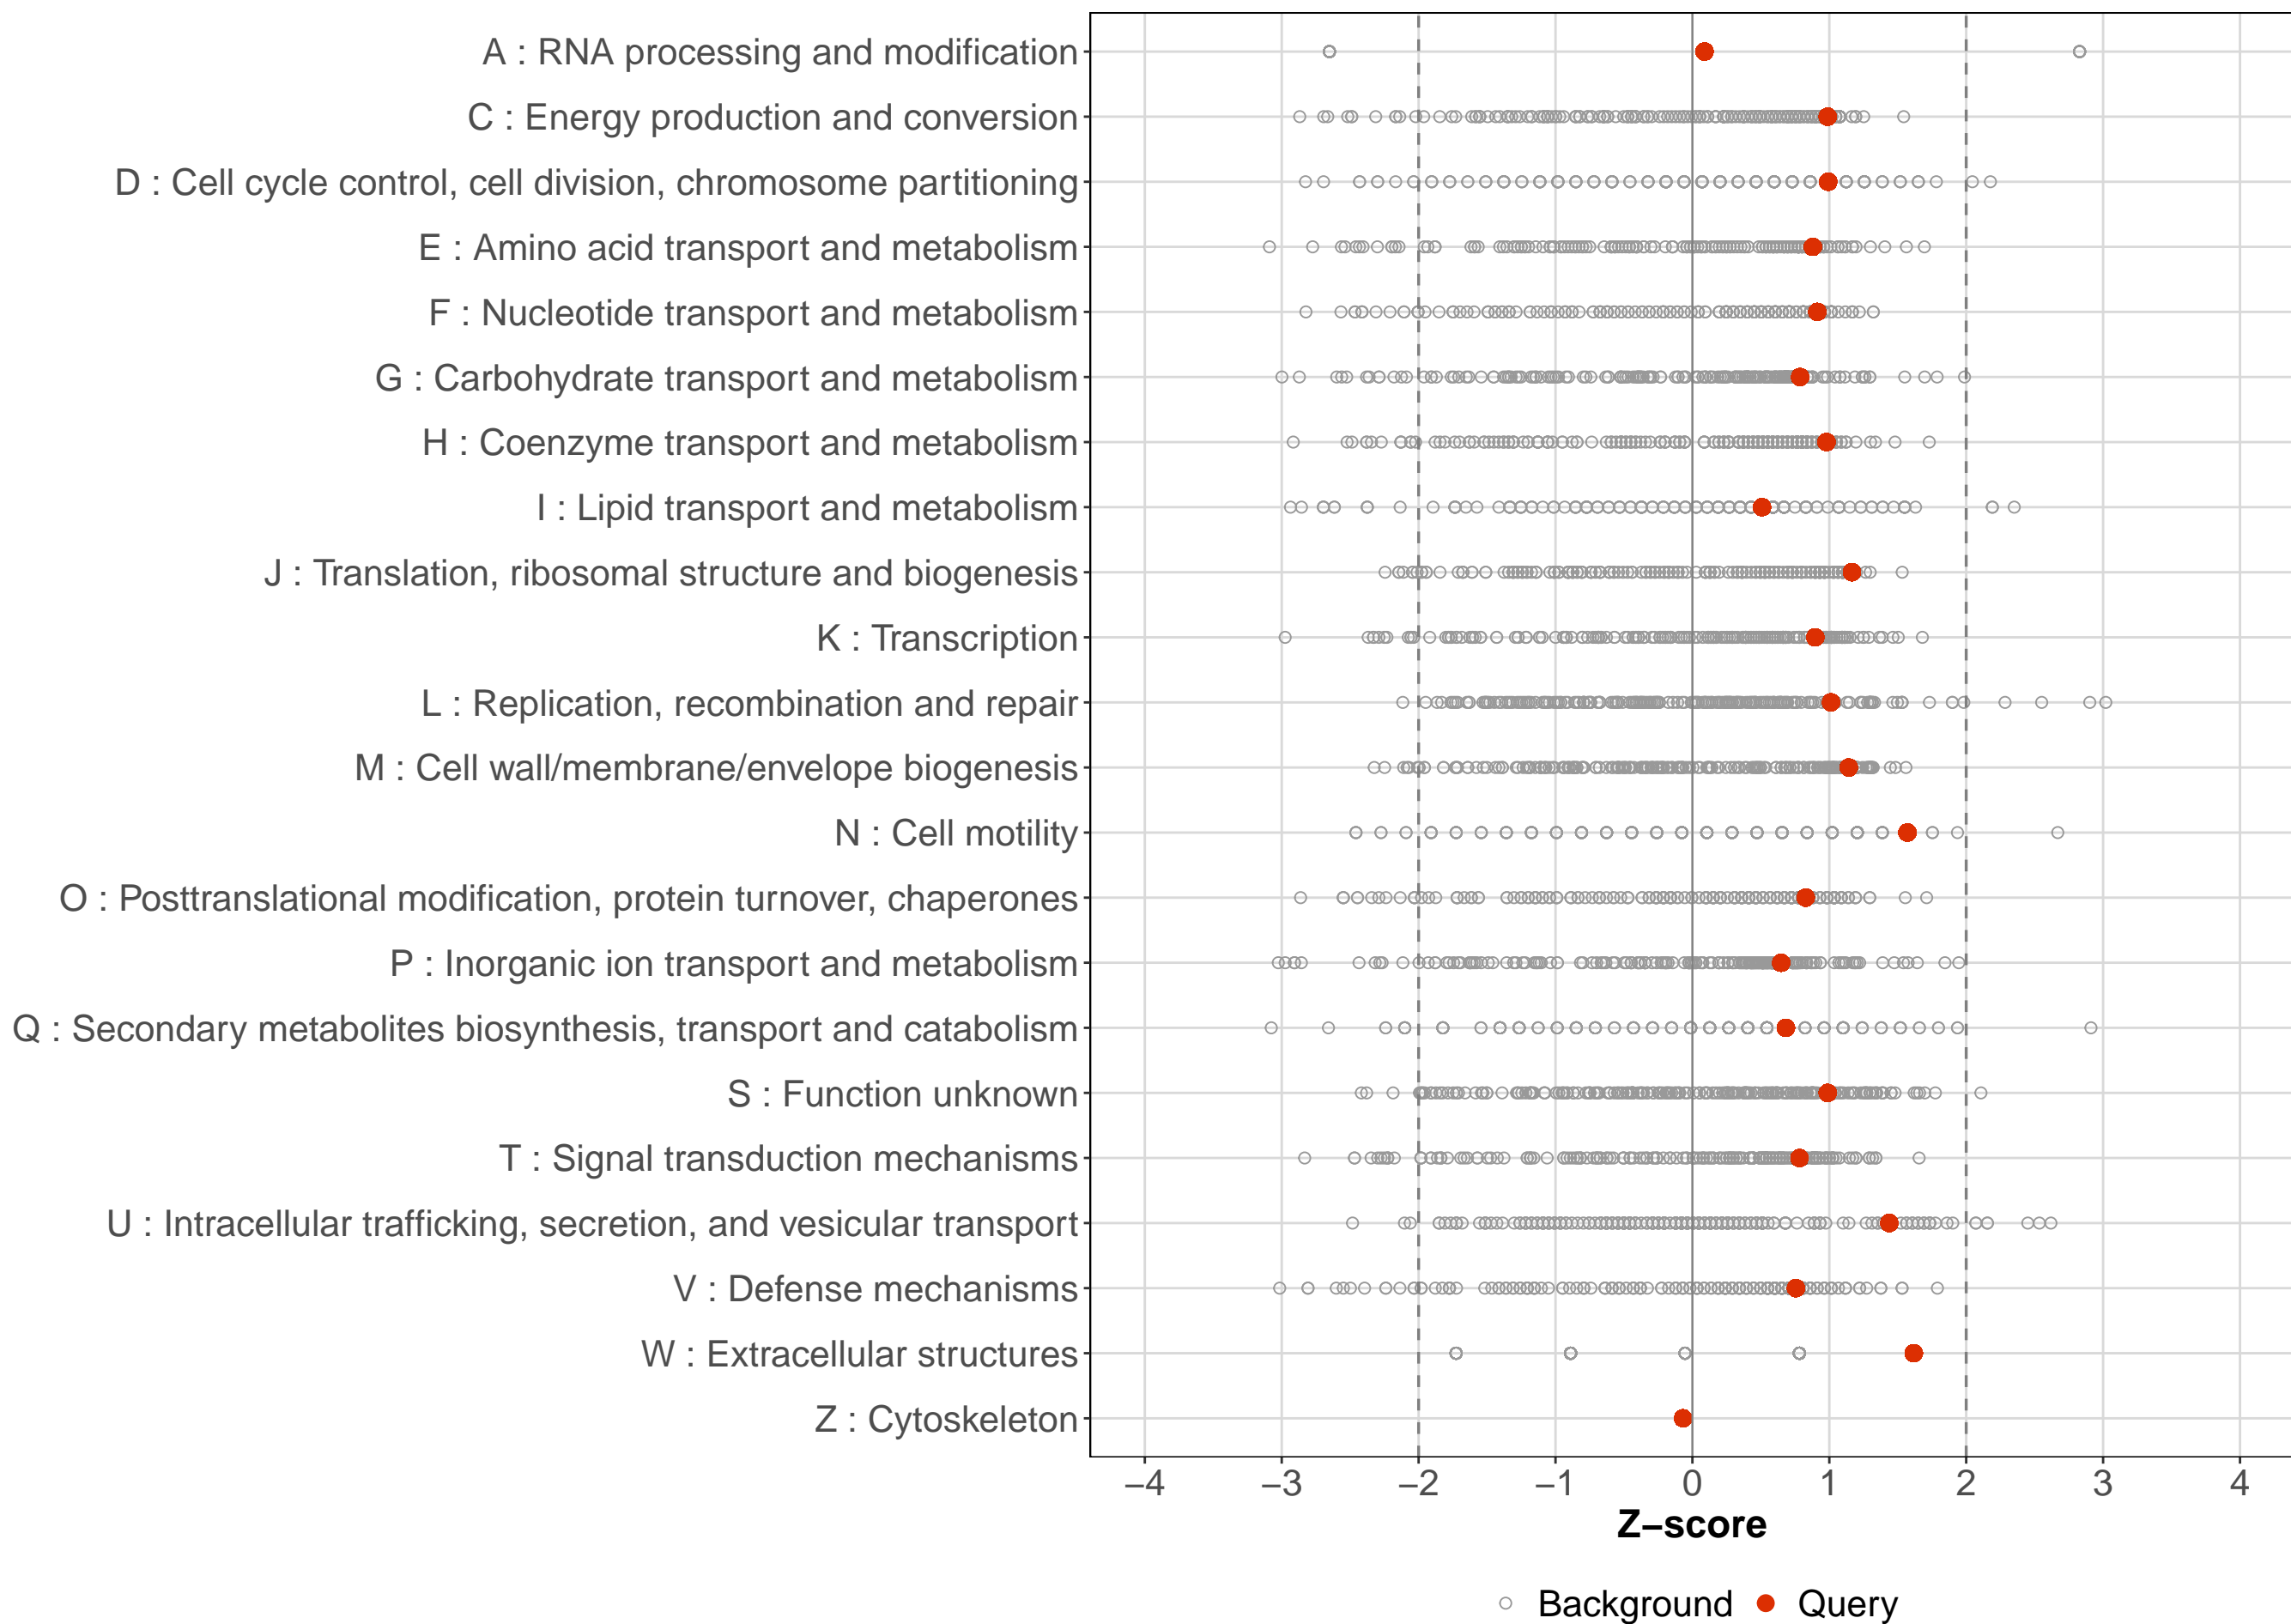 A : RNA processing and modification
C : Energy production and conversion
D : Cell cycle control, cell division, chromosome partitioning
E : Amino acid transport and metabolism
F : Nucleotide transport and metabolism
G : Carbohydrate transport and metabolism
H : Coenzyme transport and metabolism
I : Lipid transport and metabolism
J : Translation, ribosomal structure and biogenesis
K : Transcription
L : Replication, recombination and repair
M : Cell wall/membrane/envelope biogenesis
N : Cell motility
O : Posttranslational modification, protein turnover, chaperones
P : Inorganic ion transport and metabolism
Q : Secondary metabolites biosynthesis, transport and catabolism
S : Function unknown
T : Signal transduction mechanisms
U : Intracellular trafficking, secretion, and vesicular transport
V : Defense mechanisms
W : Extracellular structures
Z : Cytoskeleton
−4 −3 −2 −1 0 1 2 3 4
Z−score
Background Query